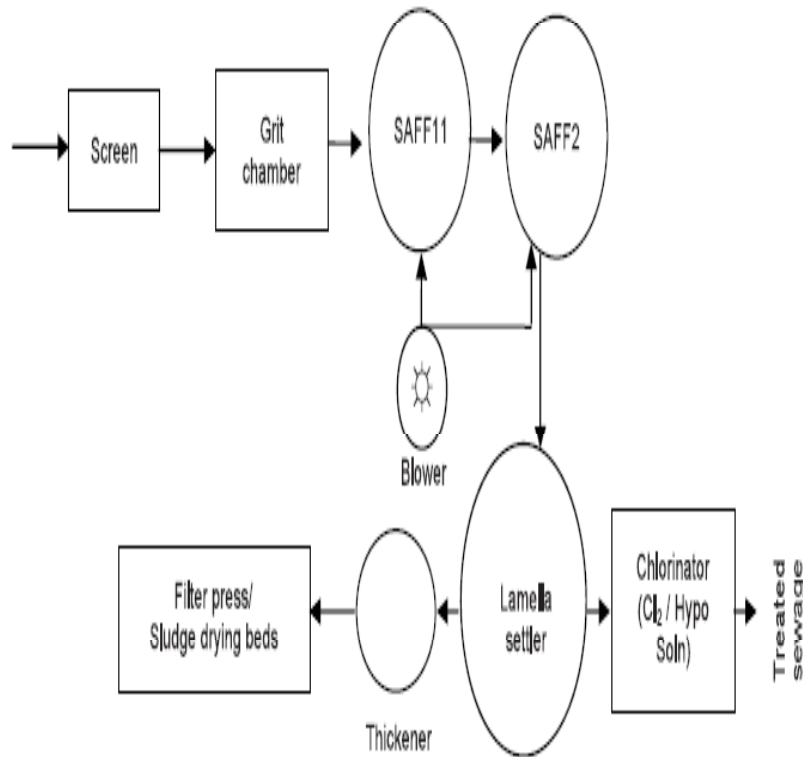 Screen
Grit
chamber
SAFF11
SAFF2
Blower
Filter press/
Sludge drying beds
Thickener
Lamella
settler
Chlorinator
(Cl₂ / Hypo
Soln)
Treated
sewage